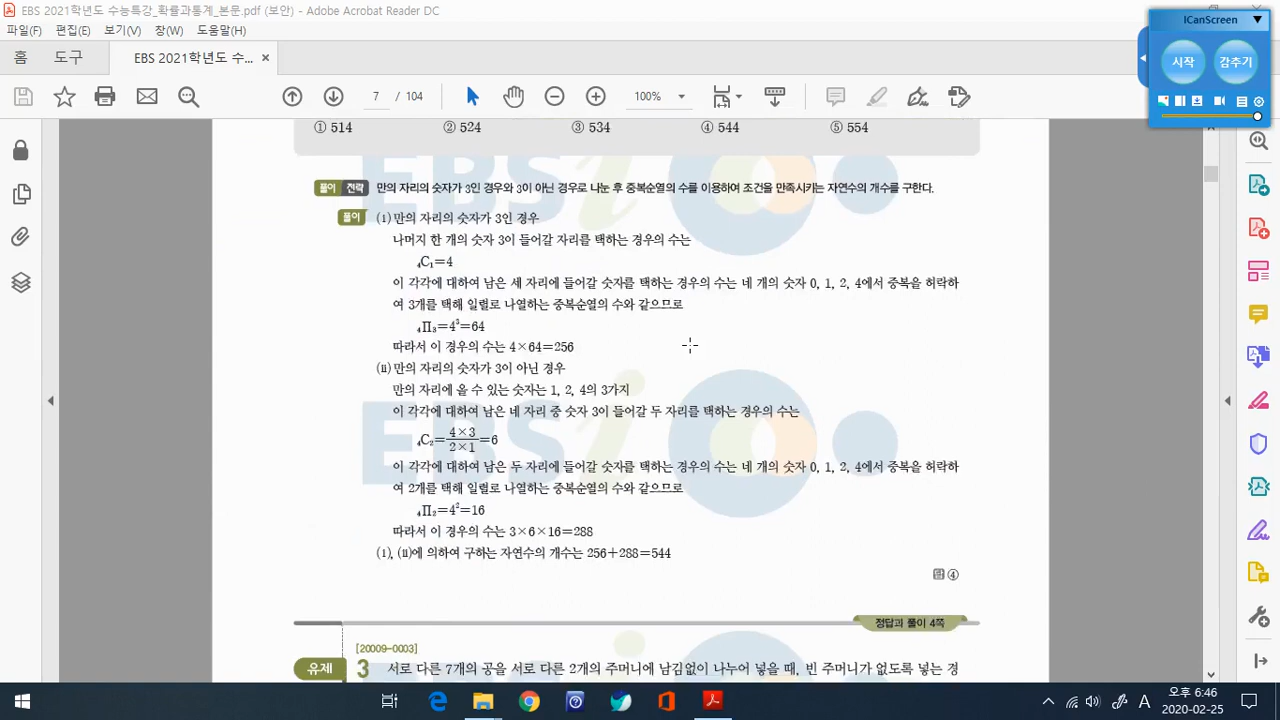 EBS 2021학년도 수능특강_확률과통계_본문.pdf (보안) - Adobe Acrobat Reader DC
파일(F) 편집(E) 보기(V) 창(W) 도움말(H)
홈 도구 EBS 2021학년도 수... ×
7 / 104 100%
ICanScreen
시작 감추기
① 514 ② 524 ③ 534 ④ 544 ⑤ 554
풀이 전략 만의 자리의 숫자가 3인 경우와 3이 아닌 경우로 나눈 후 중복순열의 수를 이용하여 조건을 만족시키는 자연수의 개수를 구한다.
풀이 (ⅰ) 만의 자리의 숫자가 3인 경우
나머지 한 개의 숫자 3이 들어갈 자리를 택하는 경우의 수는
₄C₁=4
이 각각에 대하여 남은 세 자리에 들어갈 숫자를 택하는 경우의 수는 네 개의 숫자 0, 1, 2, 4에서 중복을 허락하
여 3개를 택해 일렬로 나열하는 중복순열의 수와 같으므로
₄Π₃=4³=64
따라서 이 경우의 수는 4×64=256
(ⅱ) 만의 자리의 숫자가 3이 아닌 경우
만의 자리에 올 수 있는 숫자는 1, 2, 4의 3가지
이 각각에 대하여 남은 네 자리 중 숫자 3이 들어갈 두 자리를 택하는 경우의 수는
₄C₂=4×3/2×1=6
이 각각에 대하여 남은 두 자리에 들어갈 숫자를 택하는 경우의 수는 네 개의 숫자 0, 1, 2, 4에서 중복을 허락하
여 2개를 택해 일렬로 나열하는 중복순열의 수와 같으므로
₄Π₂=4²=16
따라서 이 경우의 수는 3×6×16=288
(ⅰ), (ⅱ)에 의하여 구하는 자연수의 개수는 256+288=544
답 ④
정답과 풀이 4쪽
[20009-0003]
유제 3 서로 다른 7개의 공을 서로 다른 2개의 주머니에 남김없이 나누어 넣을 때, 빈 주머니가 없도록 넣는 경
EBSi
EBSi
A 오후 6:46
2020-02-25